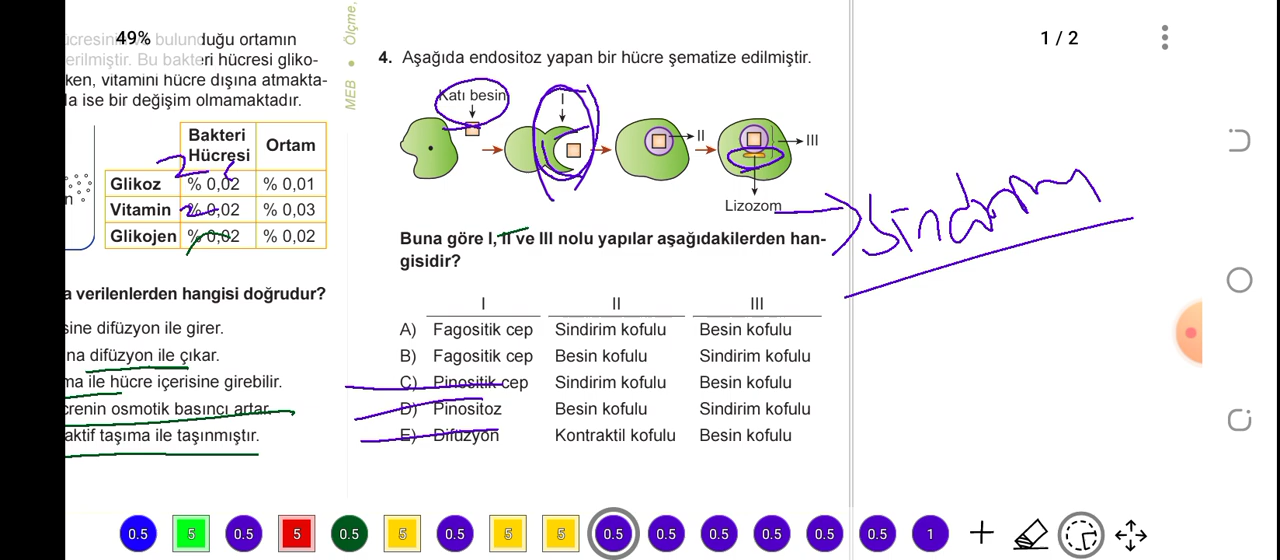 49%
1 / 2
ücresini bulunduğu ortamın
erilmiştir. Bu bakteri hücresi gliko-
ken, vitamini hücre dışına atmakta-
la ise bir değişim olmamaktadır.
Bakteri Hücresi Ortam
Glikoz % 0,02 % 0,01
Vitamin % 0,02 % 0,03
Glikojen % 0,02 % 0,02
n
a verilenlerden hangisi doğrudur?
sine difüzyon ile girer.
na difüzyon ile çıkar.
ma ile hücre içerisine girebilir.
crenin osmotik basıncı artar.
aktif taşıma ile taşınmıştır.
MEB • Ölçme,
4. Aşağıda endositoz yapan bir hücre şematize edilmiştir.
Katı besin
I
II
III
Lizozom
Sindirim
Buna göre I, II ve III nolu yapılar aşağıdakilerden han-
gisidir?
I II III
A) Fagositik cep Sindirim kofulu Besin kofulu
B) Fagositik cep Besin kofulu Sindirim kofulu
C) Pinositik cep Sindirim kofulu Besin kofulu
D) Pinositoz Besin kofulu Sindirim kofulu
E) Difüzyon Kontraktil kofulu Besin kofulu
0.5 5 0.5 5 0.5 5 0.5 5 5 0.5 0.5 0.5 0.5 0.5 0.5 1